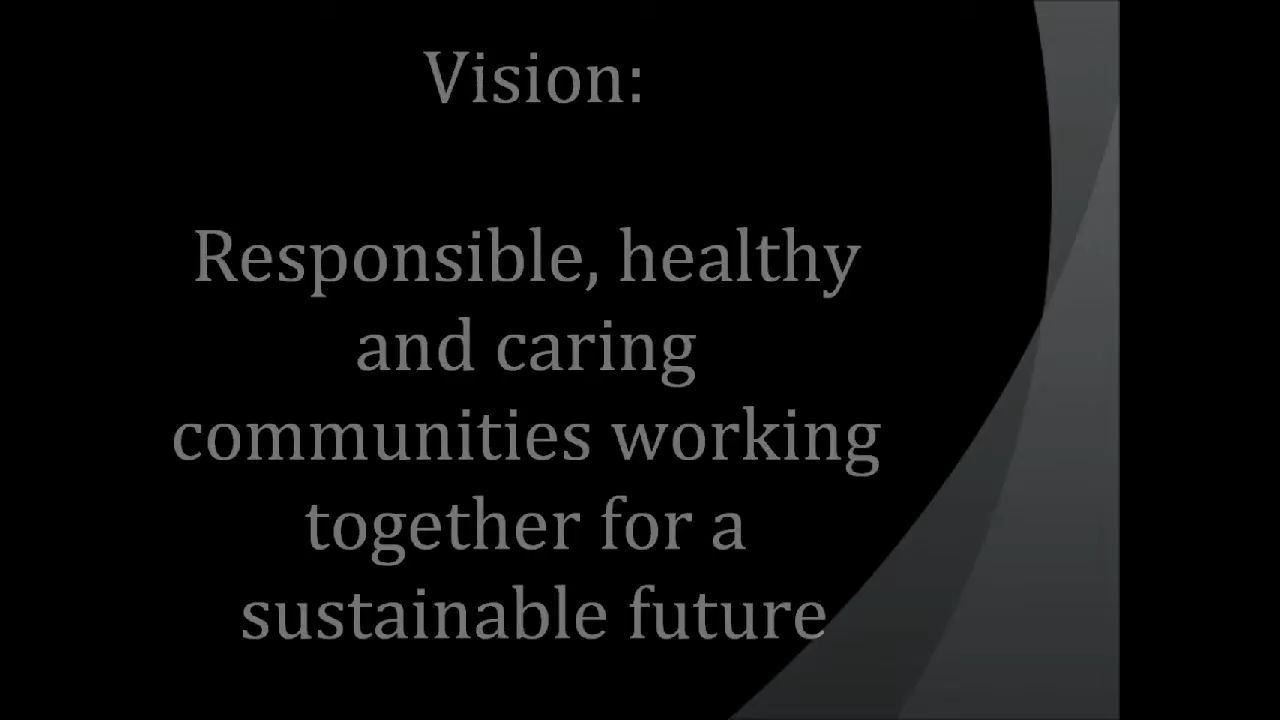 Vision:
Responsible, healthy
and caring
communities working
together for a
sustainable future